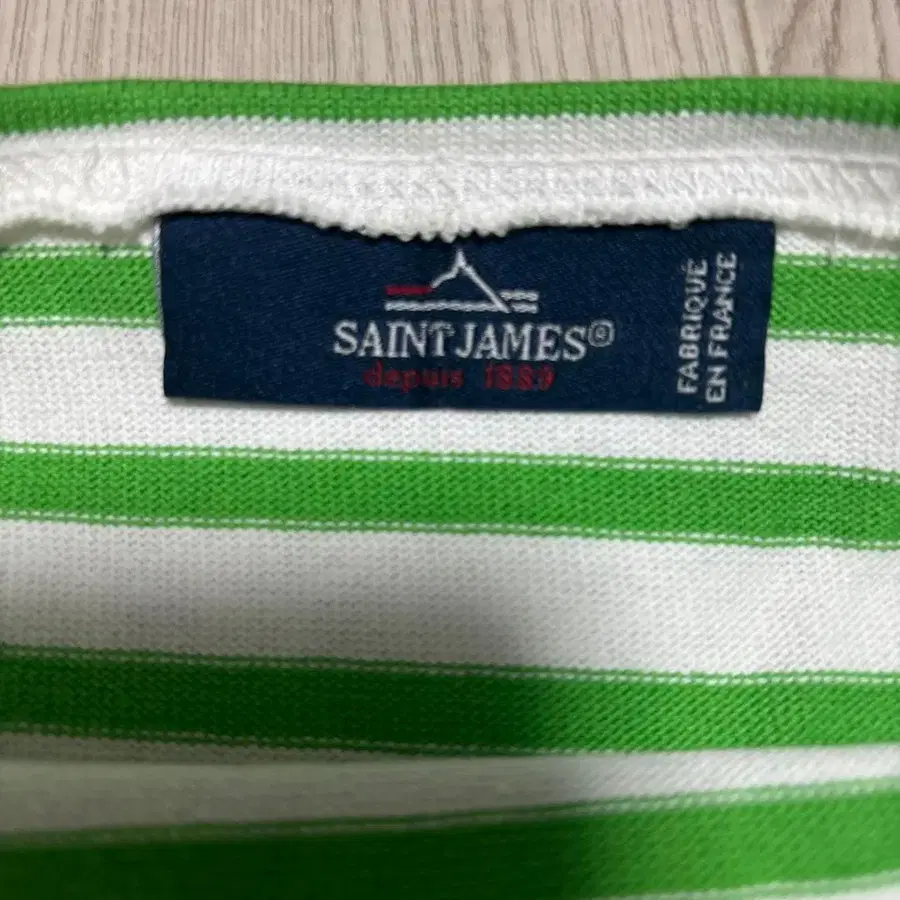 SAINT JAMES®
depuis 1889
FABRIQUÉ
EN FRANCE